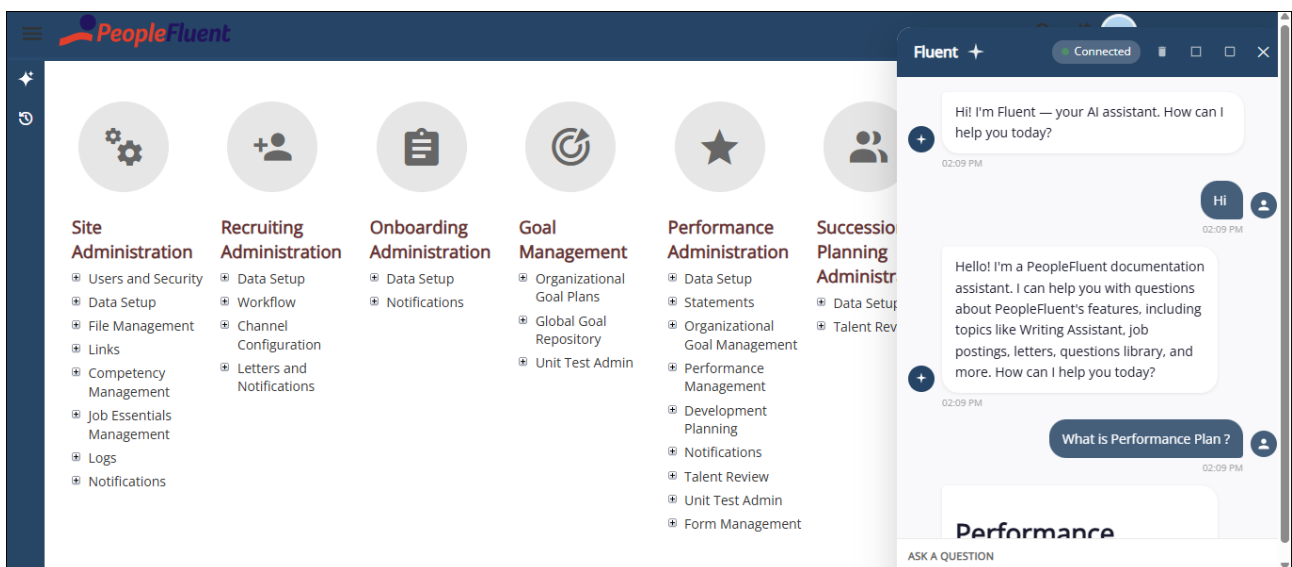 PeopleFluent
Site
Administration
Users and Security
Data Setup
File Management
Links
Competency
Management
Job Essentials
Management
Logs
Notifications
Recruiting
Administration
Data Setup
Workflow
Channel
Configuration
Letters and
Notifications
Onboarding
Administration
Data Setup
Notifications
Goal
Management
Organizational
Goal Plans
Global Goal
Repository
Unit Test Admin
Performance
Administration
Data Setup
Statements
Organizational
Goal Management
Performance
Management
Development
Planning
Notifications
Talent Review
Unit Test Admin
Form Management
Successio
Planning
Administr
Data Setup
Talent Rev
Fluent
Connected
Hi! I'm Fluent — your AI assistant. How can I
help you today?
02:09 PM
Hi
02:09 PM
Hello! I'm a PeopleFluent documentation
assistant. I can help you with questions
about PeopleFluent's features, including
topics like Writing Assistant, job
postings, letters, questions library, and
more. How can I help you today?
02:09 PM
What is Performance Plan ?
02:09 PM
Performance
ASK A QUESTION